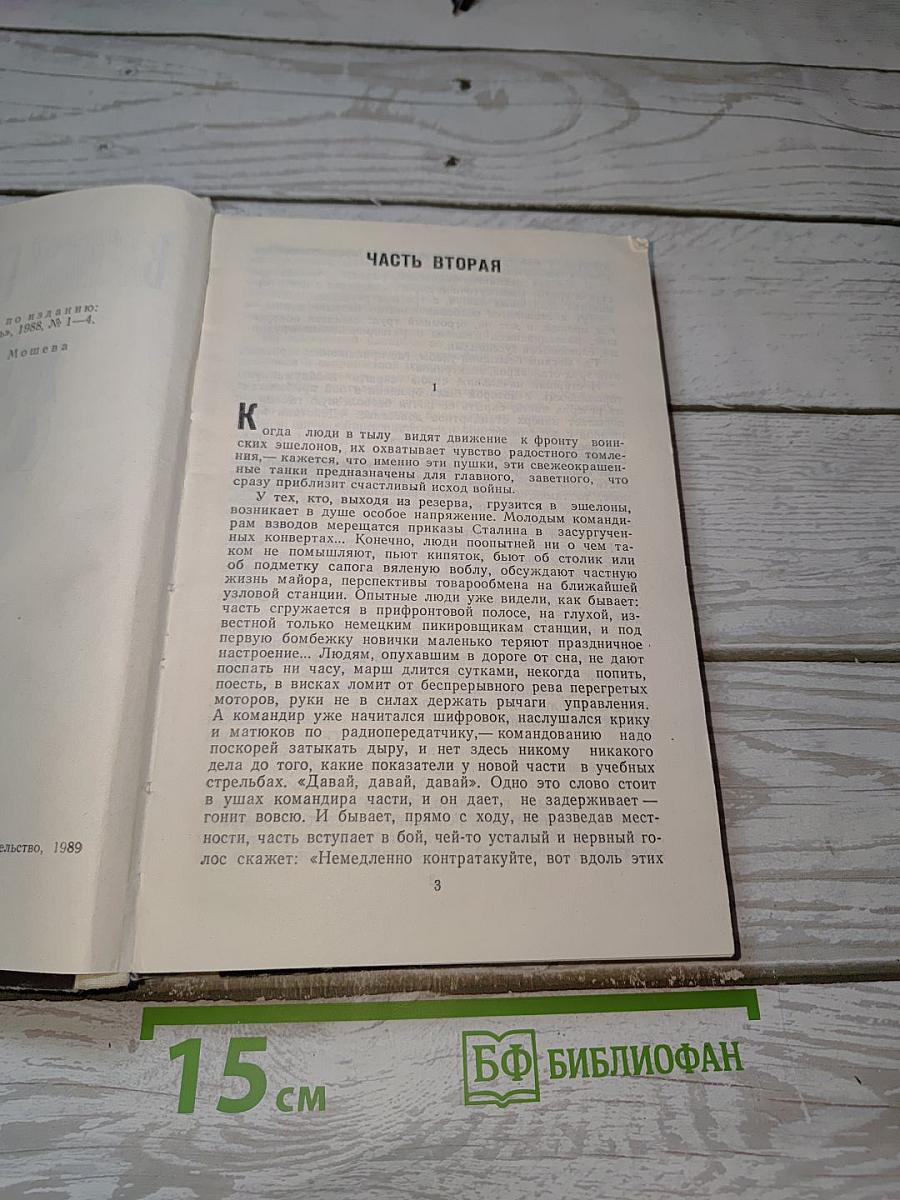 по изданию:
ь», 1988, № 1—4.
Мошева
ельство, 1989
ЧАСТЬ ВТОРАЯ
1
Когда люди в тылу видят движение к фронту воин-
ских эшелонов, их охватывает чувство радостного томле-
ния,— кажется, что именно эти пушки, эти свежеокрашен-
ные танки предназначены для главного, заветного, что
сразу приблизит счастливый исход войны.
У тех, кто, выходя из резерва, грузится в эшелоны,
возникает в душе особое напряжение. Молодым команди-
рам взводов мерещатся приказы Сталина в засургучен-
ных конвертах... Конечно, люди поопытней ни о чем та-
ком не помышляют, пьют кипяток, бьют об столик или
об подметку сапога вяленую воблу, обсуждают частную
жизнь майора, перспективы товарообмена на ближайшей
узловой станции. Опытные люди уже видели, как бывает:
часть сгружается в прифронтовой полосе, на глухой, из-
вестной только немецким пикировщикам станции, и под
первую бомбежку новички маленько теряют праздничное
настроение... Людям, опухавшим в дороге от сна, не дают
поспать ни часу, марш длится сутками, некогда попить,
поесть, в висках ломит от беспрерывного рева перегретых
моторов, руки не в силах держать рычаги управления.
А командир уже начитался шифровок, наслушался крику
и матюков по радиопередатчику,— командованию надо
поскорей затыкать дыру, и нет здесь никому никакого
дела до того, какие показатели у новой части в учебных
стрельбах. «Давай, давай, давай». Одно это слово стоит
в ушах командира части, и он дает, не задерживает —
гонит вовсю. И бывает, прямо с ходу, не разведав мест-
ности, часть вступает в бой, чей-то усталый и нервный го-
лос скажет: «Немедленно контратакуйте, вот вдоль этих
3
15 см
БФ БИБЛИОФАН